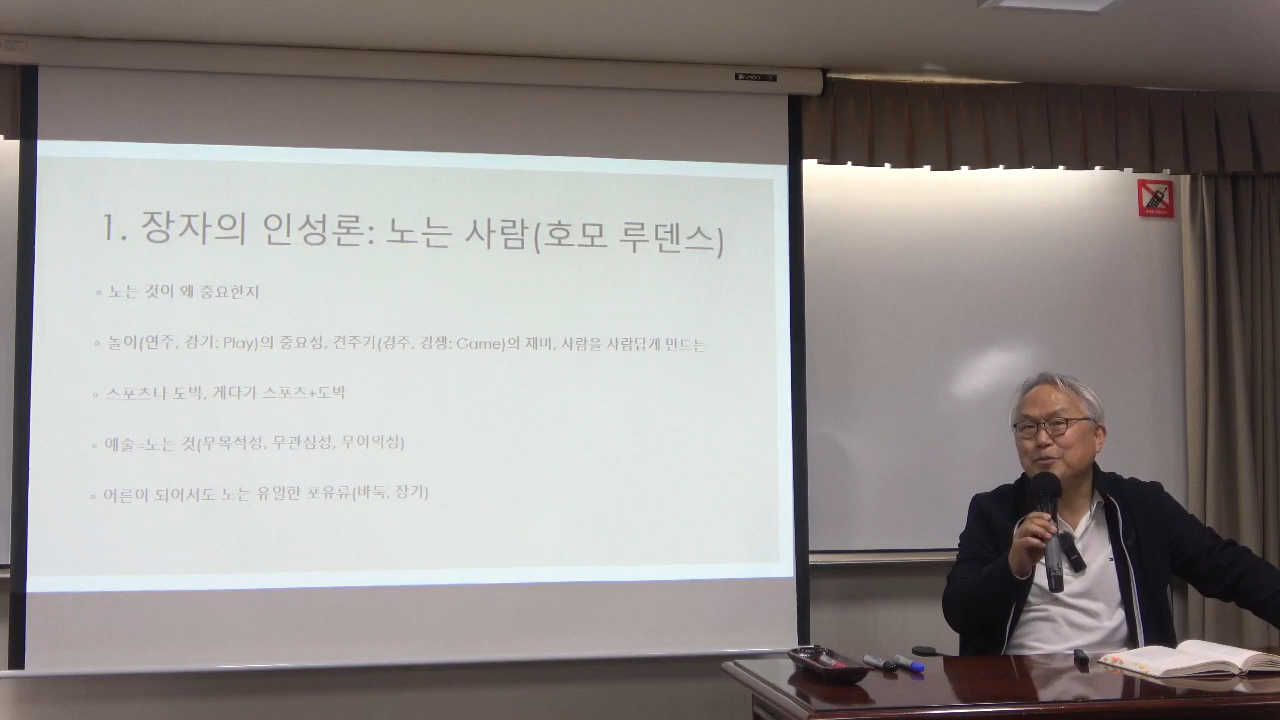 1. 장자의 인성론: 노는 사람(호모 루덴스)
◦ 노는 것이 왜 중요한지
◦ 놀이(연주, 경기: Play)의 중요성, 견주기(경주, 경쟁: Game)의 재미, 사람을 사람답게 만드는
◦ 스포츠나 도박, 게다가 스포츠+도박
◦ 예술=노는 것(무목적성, 무관심성, 무이익성)
◦ 어른이 되어서도 노는 유일한 포유류(바둑, 장기)